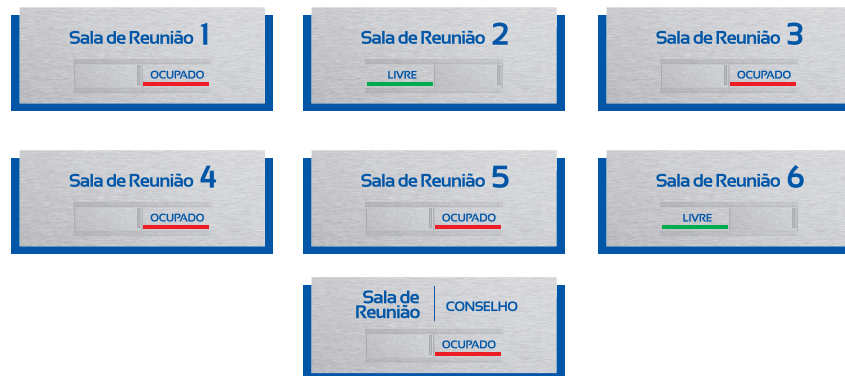 Sala de Reunião 1
OCUPADO
Sala de Reunião 2
LIVRE
Sala de Reunião 3
OCUPADO
Sala de Reunião 4
OCUPADO
Sala de Reunião 5
OCUPADO
Sala de Reunião 6
LIVRE
Sala de
Reunião
CONSELHO
OCUPADO